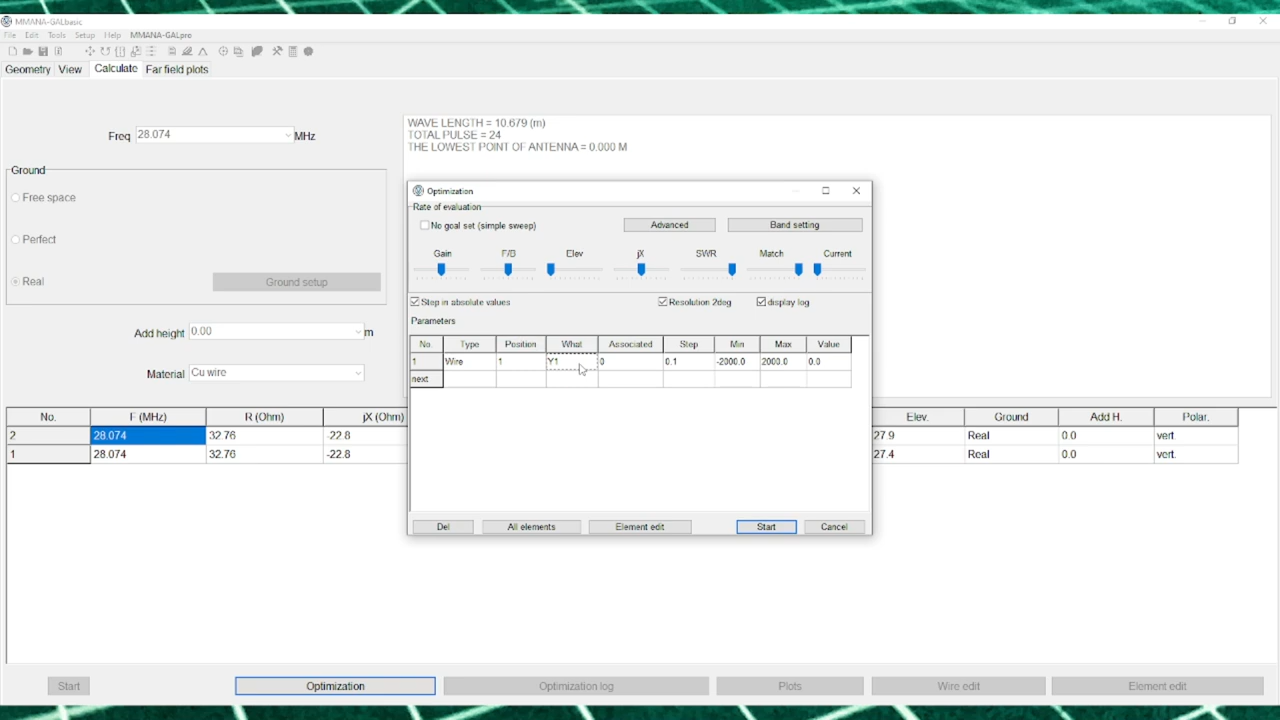 MMANA-GALbasic
File Edit Tools Setup Help MMANA-GALpro
Geometry View Calculate Far field plots
Freq 28.074 MHz
Ground
Free space
Perfect
Real Ground setup
Add height 0.00 m
Material Cu wire
WAVE LENGTH = 10.679 (m)
TOTAL PULSE = 24
THE LOWEST POINT OF ANTENNA = 0.000 M
Optimization
Rate of evaluation
No goal set (simple sweep) Advanced Band setting
Gain F/B Elev jX SWR Match Current
Step in absolute values Resolution 2deg display log
Parameters
No. Type Position What Associated Step Min Max Value
1 Wire 1 Y1 0 0.1 -2000.0 2000.0 0.0
next
Del All elements Element edit Start Cancel
No. F (MHz) R (Ohm) jX (Ohm) Elev. Ground Add H. Polar.
2 28.074 32.76 -22.8 27.9 Real 0.0 vert.
1 28.074 32.76 -22.8 27.4 Real 0.0 vert.
Start Optimization Optimization log Plots Wire edit Element edit